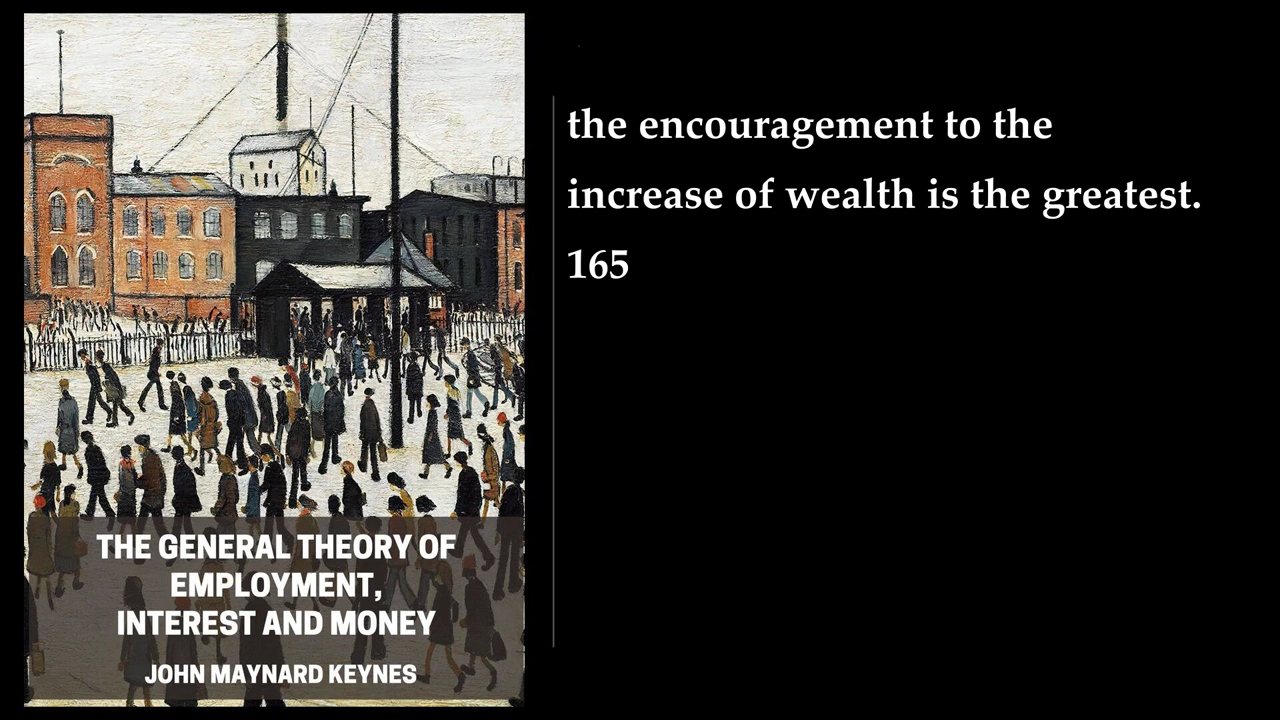 THE GENERAL THEORY OF
EMPLOYMENT,
INTEREST AND MONEY
JOHN MAYNARD KEYNES
the encouragement to the
increase of wealth is the greatest.
165